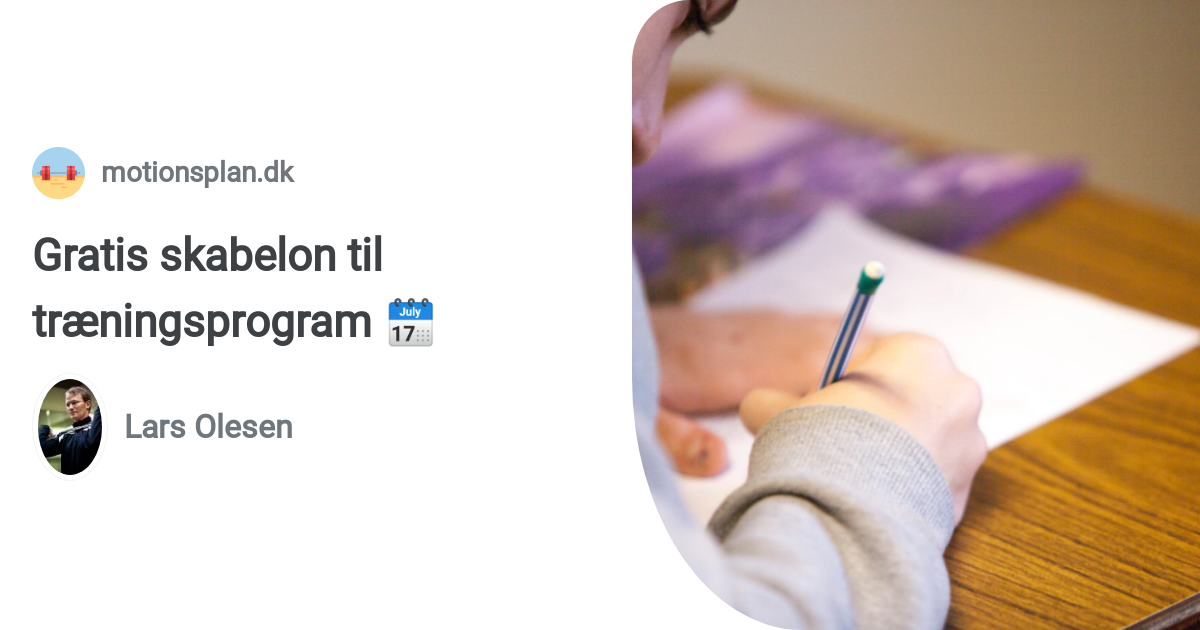 motionsplan.dk
Gratis skabelon til
træningsprogram
July
17
Lars Olesen